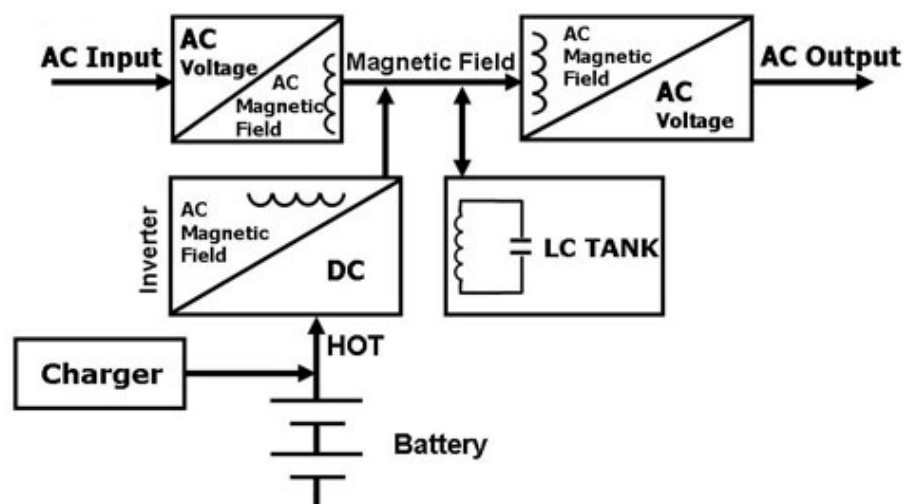 AC Input
AC
Voltage
AC
Magnetic
Field
Magnetic Field
AC
Magnetic
Field
AC
Voltage
AC Output
Inverter
AC
Magnetic
Field
DC
LC TANK
HOT
Charger
Battery